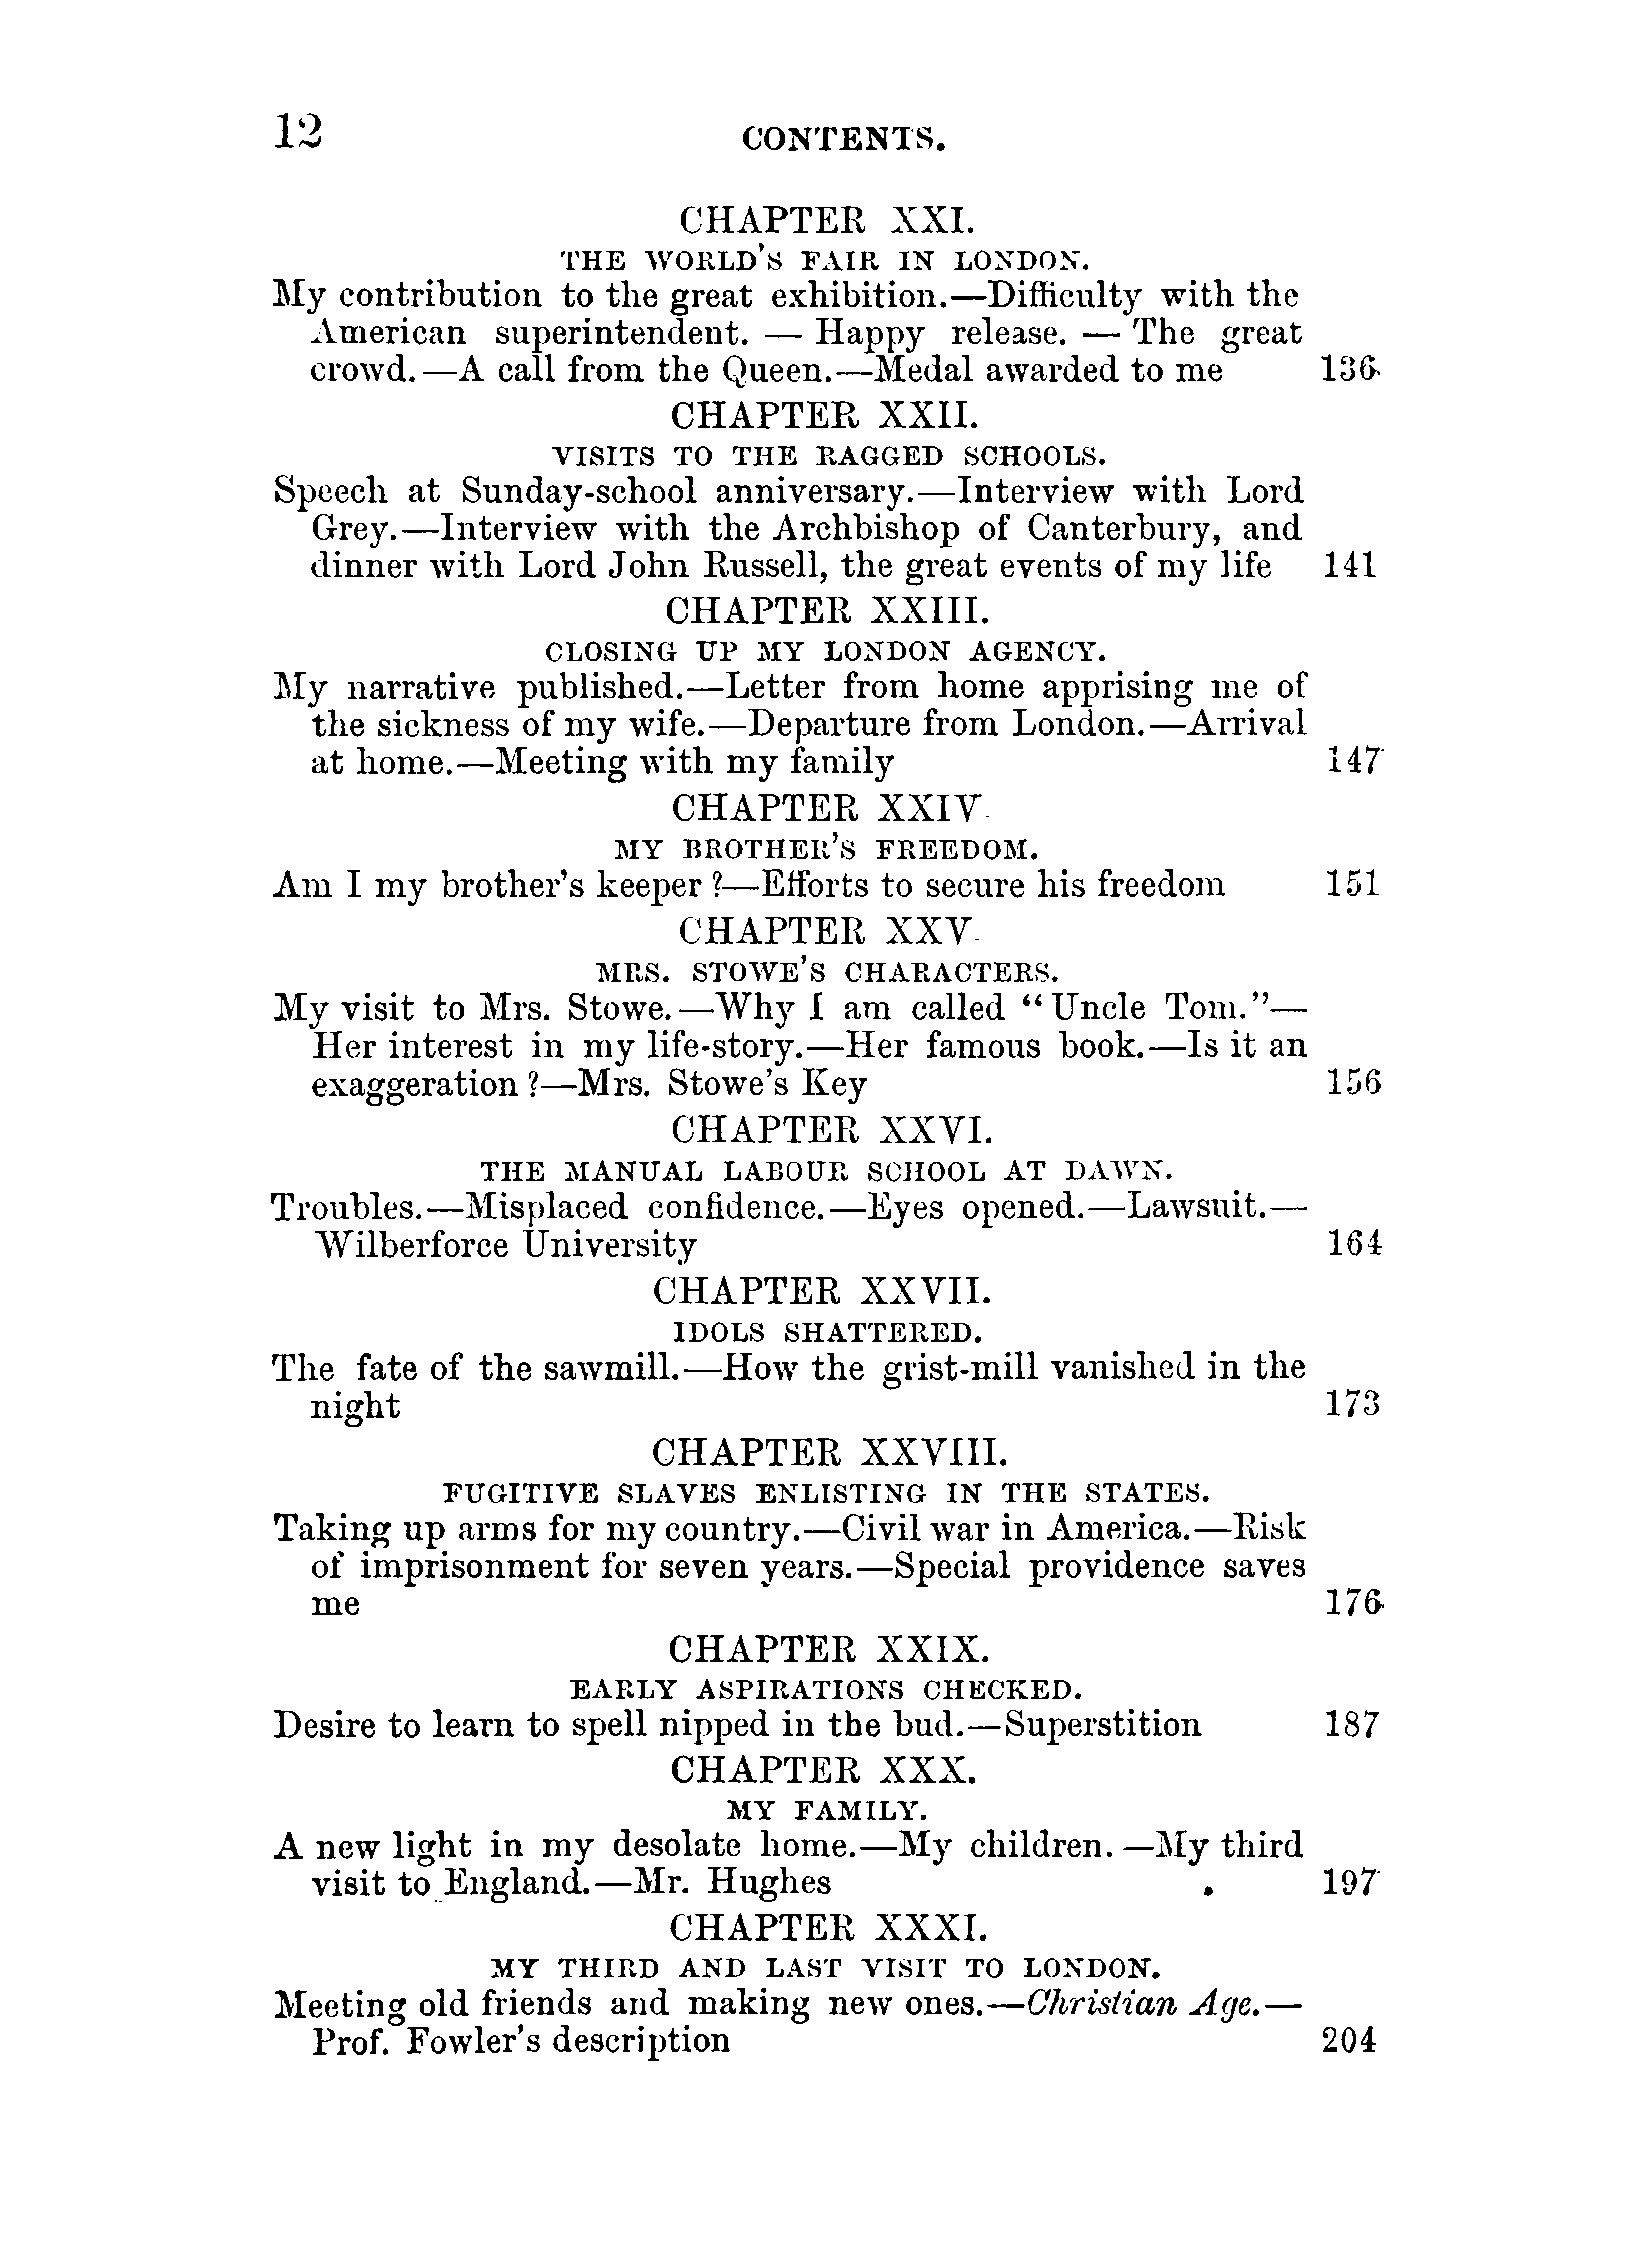 12 CONTENTS.
CHAPTER XXI.
THE WORLD'S FAIR IN LONDON.
My contribution to the great exhibition.—Difficulty with the
American superintendent. — Happy release. — The great
crowd.—A call from the Queen.—Medal awarded to me 136
CHAPTER XXII.
VISITS TO THE RAGGED SCHOOLS.
Speech at Sunday-school anniversary.—Interview with Lord
Grey.—Interview with the Archbishop of Canterbury, and
dinner with Lord John Russell, the great events of my life 141
CHAPTER XXIII.
CLOSING UP MY LONDON AGENCY.
My narrative published.—Letter from home apprising me of
the sickness of my wife.—Departure from London.—Arrival
at home.—Meeting with my family 147
CHAPTER XXIV.
MY BROTHER'S FREEDOM.
Am I my brother's keeper ?—Efforts to secure his freedom 151
CHAPTER XXV.
MRS. STOWE'S CHARACTERS.
My visit to Mrs. Stowe.—Why I am called “Uncle Tom.”—
Her interest in my life-story.—Her famous book.—Is it an
exaggeration ?—Mrs. Stowe's Key 156
CHAPTER XXVI.
THE MANUAL LABOUR SCHOOL AT DAWN.
Troubles.—Misplaced confidence.—Eyes opened.—Lawsuit.—
Wilberforce University 164
CHAPTER XXVII.
IDOLS SHATTERED.
The fate of the sawmill.—How the grist-mill vanished in the
night 173
CHAPTER XXVIII.
FUGITIVE SLAVES ENLISTING IN THE STATES.
Taking up arms for my country.—Civil war in America.—Risk
of imprisonment for seven years.—Special providence saves
me 176
CHAPTER XXIX.
EARLY ASPIRATIONS CHECKED.
Desire to learn to spell nipped in the bud.—Superstition 187
CHAPTER XXX.
MY FAMILY.
A new light in my desolate home.—My children.—My third
visit to England.—Mr. Hughes . 197
CHAPTER XXXI.
MY THIRD AND LAST VISIT TO LONDON.
Meeting old friends and making new ones.—Christian Age.—
Prof. Fowler's description 204